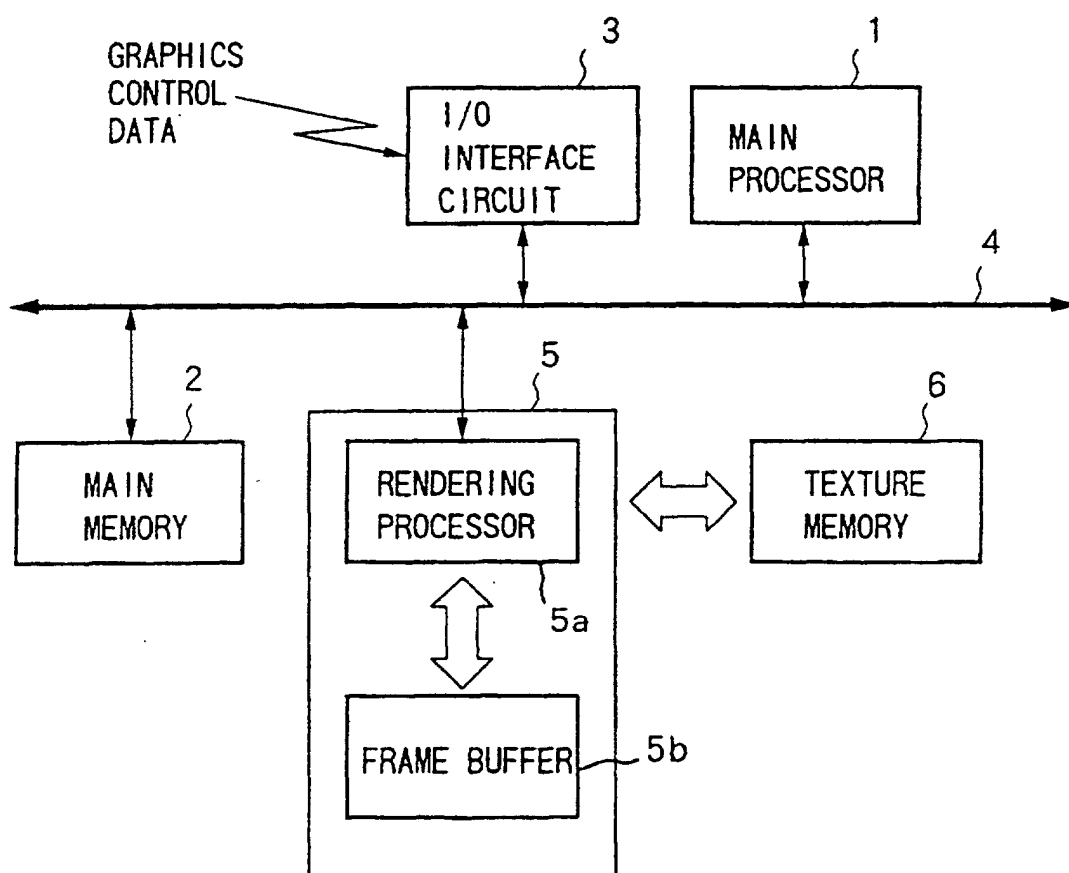 GRAPHICS
CONTROL
DATA
3
1
I/O
INTERFACE
CIRCUIT
MAIN
PROCESSOR
4
2
5
6
MAIN
MEMORY
RENDERING
PROCESSOR
TEXTURE
MEMORY
5a
FRAME BUFFER
5b